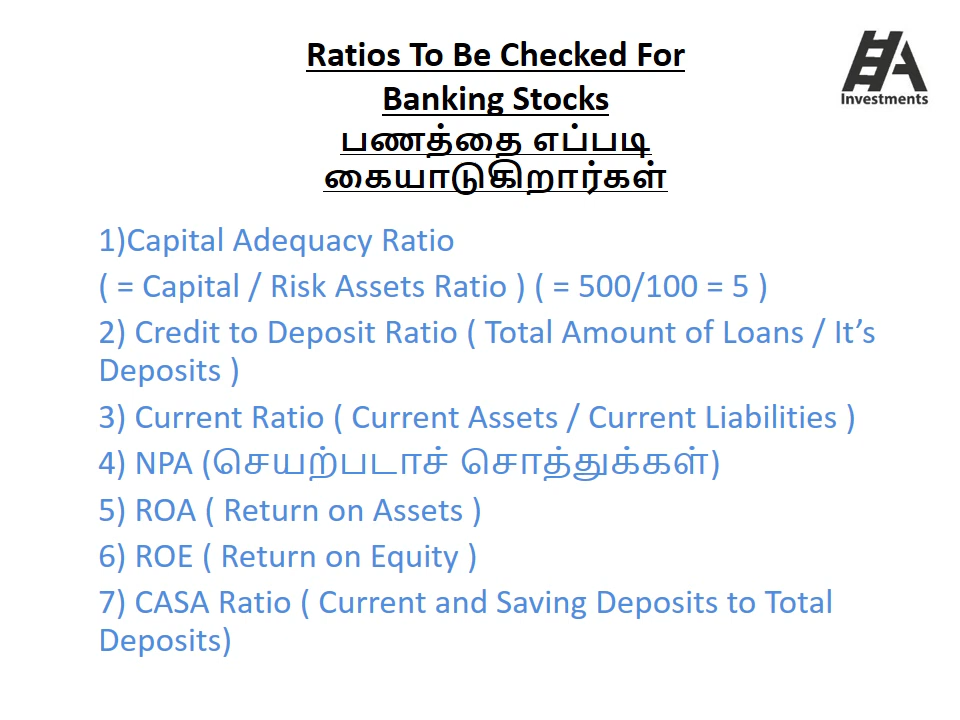 Ratios To Be Checked For
Banking Stocks
பணத்தை எப்படி
கையாடுகிறார்கள்
Investments
1)Capital Adequacy Ratio
( = Capital / Risk Assets Ratio ) ( = 500/100 = 5 )
2) Credit to Deposit Ratio ( Total Amount of Loans / It’s
Deposits )
3) Current Ratio ( Current Assets / Current Liabilities )
4) NPA (செயற்படாச் சொத்துக்கள்)
5) ROA ( Return on Assets )
6) ROE ( Return on Equity )
7) CASA Ratio ( Current and Saving Deposits to Total
Deposits)